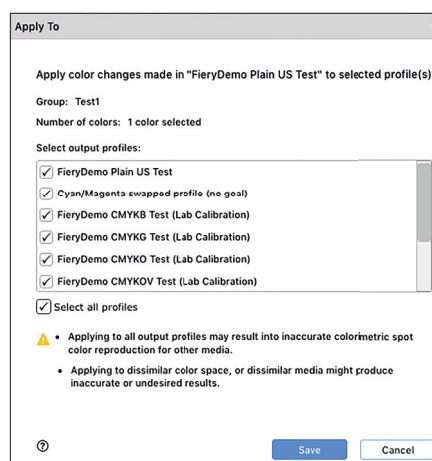 Apply To
Apply color changes made in "FieryDemo Plain US Test" to selected profile(s)
Group: Test1
Number of colors: 1 color selected
Select output profiles:
FieryDemo Plain US Test
Cyan/Magenta swapped profile (no goal)
FieryDemo CMYKB Test (Lab Calibration)
FieryDemo CMYKG Test (Lab Calibration)
FieryDemo CMYKO Test (Lab Calibration)
FieryDemo CMYKOV Test (Lab Calibration)
Select all profiles
• Applying to all output profiles may result into inaccurate colorimetric spot
color reproduction for other media.
• Applying to dissimilar color space, or dissimilar media might produce
inaccurate or undesired results.
Save Cancel